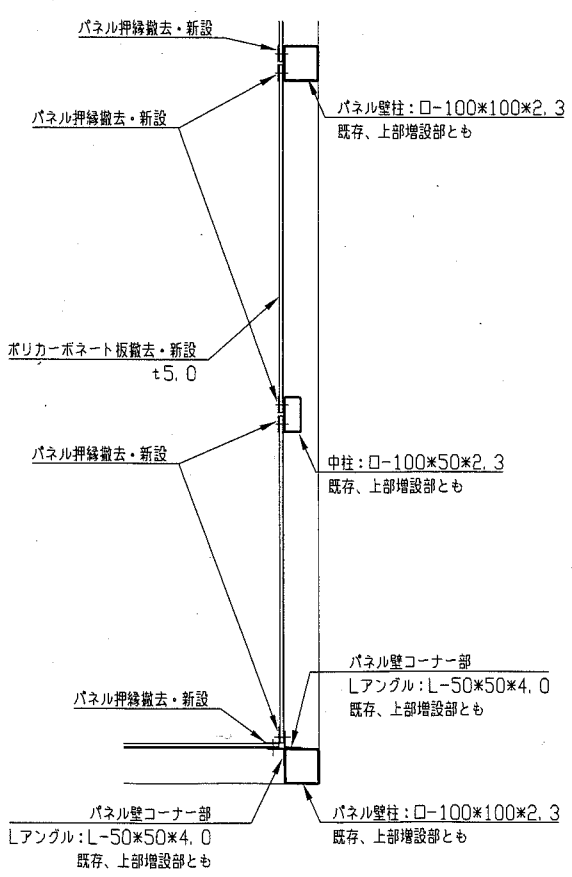 パネル押縁撤去・新設
パネル壁柱：ロ-100*100*2,3
既存、上部増設部とも
パネル押縁撤去・新設
ポリカーボネート板撤去・新設
t5,0
パネル押縁撤去・新設
中柱：ロ-100*50*2,3
既存、上部増設部とも
パネル壁コーナー部
Lアングル：L-50*50*4,0
既存、上部増設部とも
パネル押縁撤去・新設
パネル壁コーナー部
Lアングル：L-50*50*4,0
既存、上部増設部とも
パネル壁柱：ロ-100*100*2,3
既存、上部増設部とも